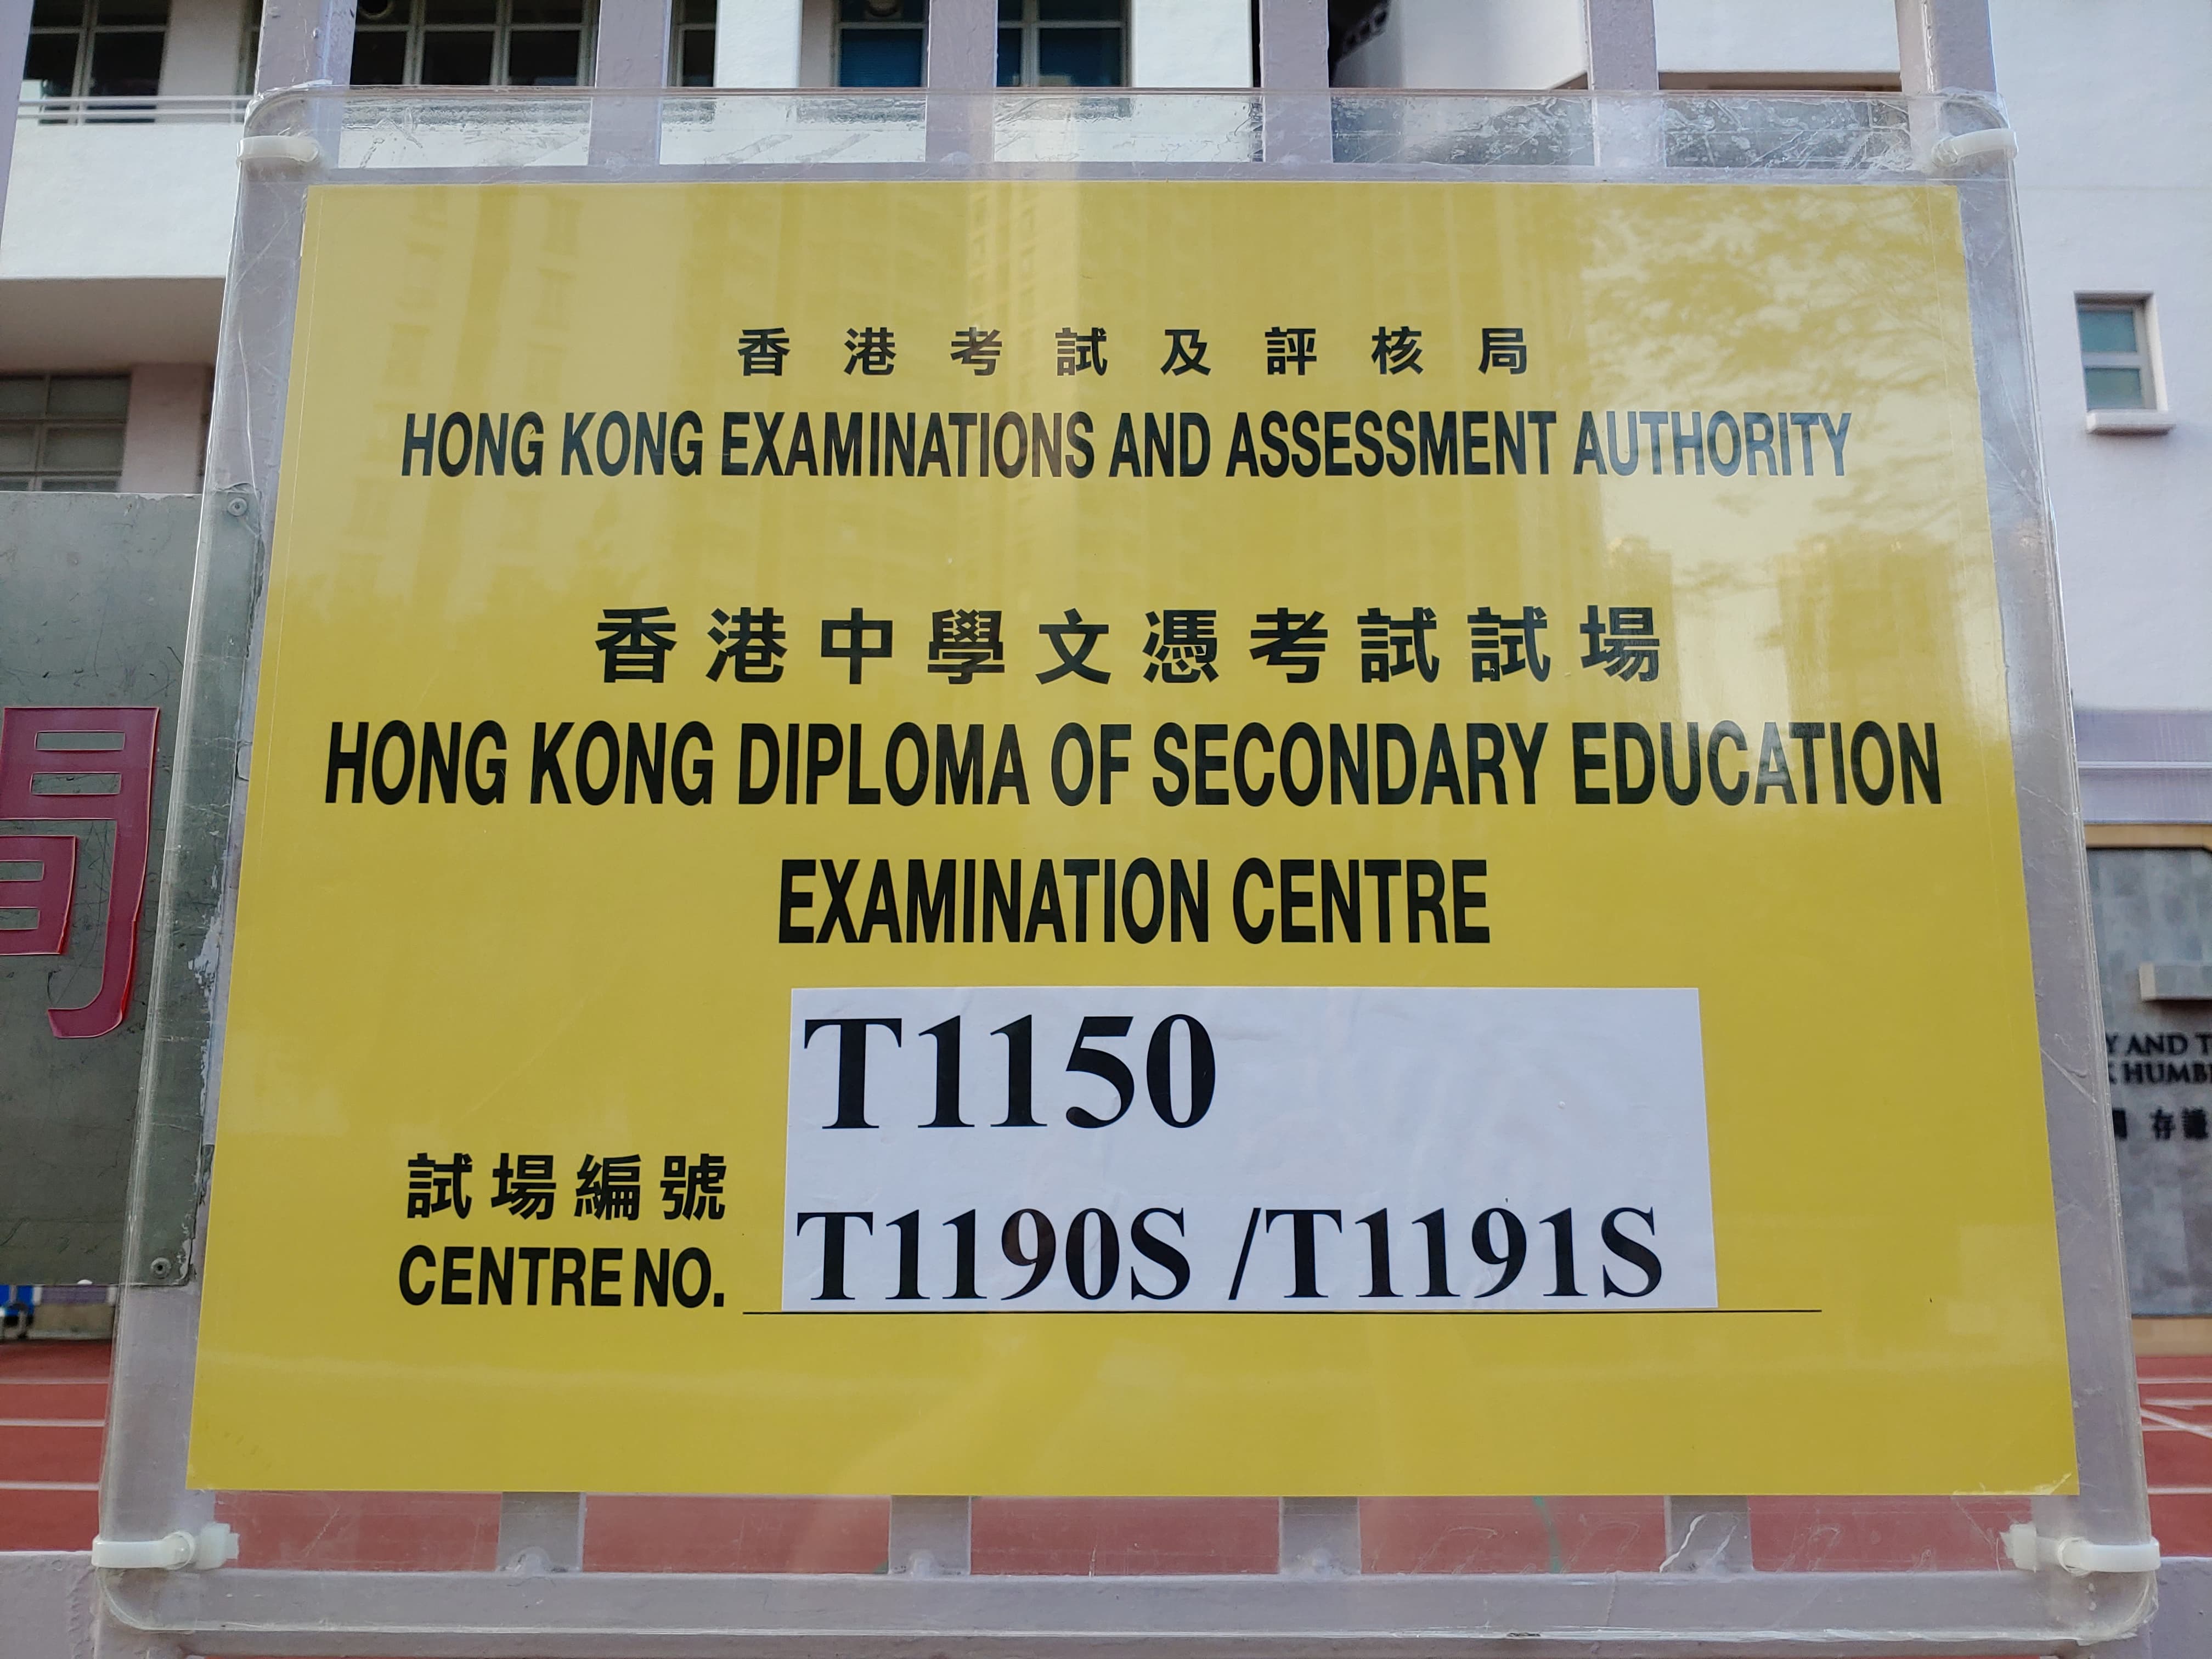 香港考試及評核局
HONG KONG EXAMINATIONS AND ASSESSMENT AUTHORITY
香港中學文憑考試試場
HONG KONG DIPLOMA OF SECONDARY EDUCATION
EXAMINATION CENTRE
T1150
試場編號
CENTRE NO. T1190S /T1191S
AND
存